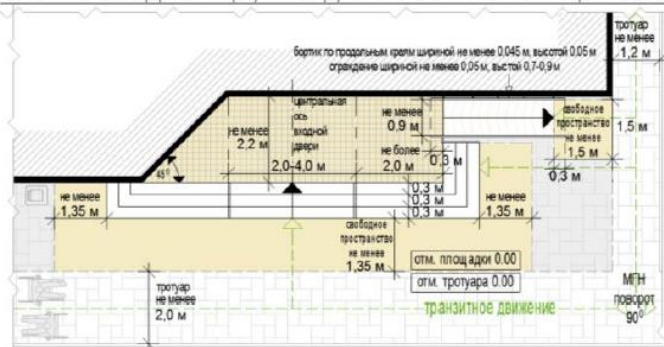 тротуар
не менее
1,2 м
бортик по продольным краям шириной не менее 0,045 м, высотой 0,05 м
ограждение шириной не менее 0,05 м, выстой 0,7-0,9 м
центральная
ось
входной
двери
не менее
2,2 м
не менее
0,9 м
свободное
пространство
не менее
1,5 м
1,5 м
не более
0,3 м
2,0-4,0 м
2,0 м
45⁰
0,3 м
не менее
1,35 м
0,3 м
0,3 м
0,3 м
не менее
1,35 м
свободное
пространство
не менее
1,35 м
отм. площадки 0.00
отм. тротуара 0.00
тротуар
не менее
2,0 м
транзитное движение
МГН
поворот
90⁰